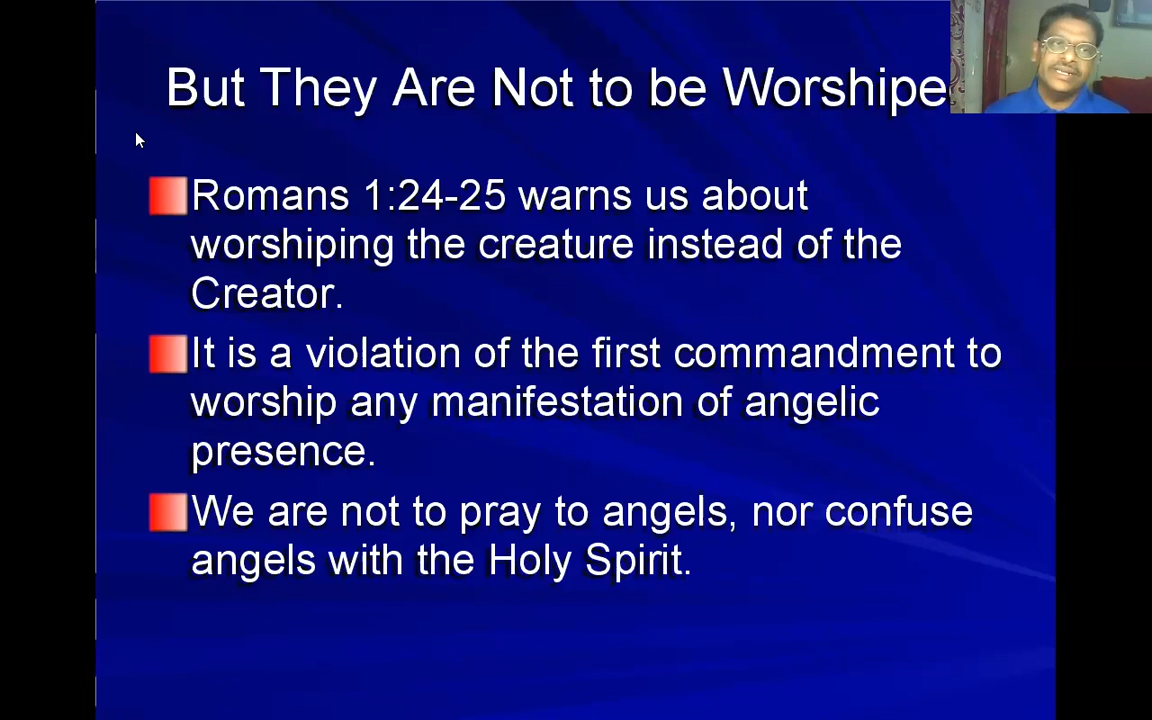 But They Are Not to be Worshipe
Romans 1:24-25 warns us about
worshiping the creature instead of the
Creator.
It is a violation of the first commandment to
worship any manifestation of angelic
presence.
We are not to pray to angels, nor confuse
angels with the Holy Spirit.